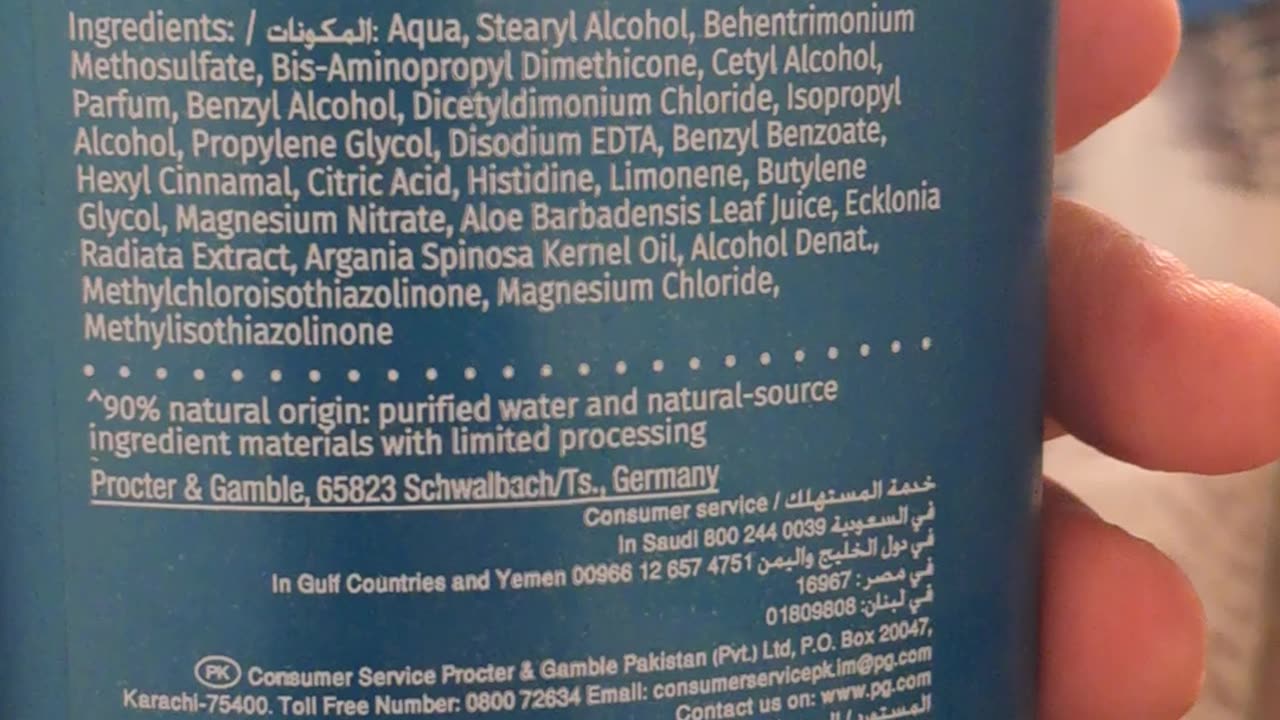 Ingredients: / المكونات: Aqua, Stearyl Alcohol, Behentrimonium
Methosulfate, Bis-Aminopropyl Dimethicone, Cetyl Alcohol,
Parfum, Benzyl Alcohol, Dicetyldimonium Chloride, Isopropyl
Alcohol, Propylene Glycol, Disodium EDTA, Benzyl Benzoate,
Hexyl Cinnamal, Citric Acid, Histidine, Limonene, Butylene
Glycol, Magnesium Nitrate, Aloe Barbadensis Leaf Juice, Ecklonia
Radiata Extract, Argania Spinosa Kernel Oil, Alcohol Denat.,
Methylchloroisothiazolinone, Magnesium Chloride,
Methylisothiazolinone
^90% natural origin: purified water and natural-source
ingredient materials with limited processing
Procter & Gamble, 65823 Schwalbach/Ts., Germany
Consumer service / خدمة المستهلك
In Saudi 800 244 0039 في السعودية
In Gulf Countries and Yemen 00966 12 657 4751 في دول الخليج واليمن
في مصر: 16967
في لبنان: 01809808
PK Consumer Service Procter & Gamble Pakistan (Pvt.) Ltd, P.O. Box 20047,
Karachi-75400. Toll Free Number: 0800 72634 Email: consumerservicepk.im@pg.com
Contact us on: www.pg.com